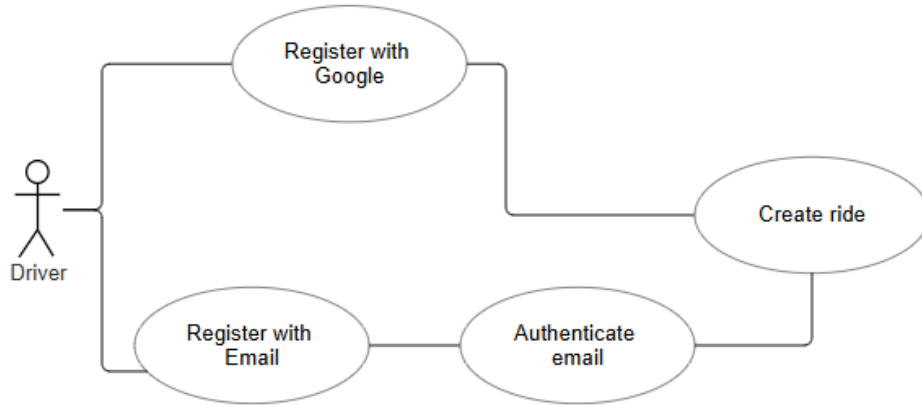 Register with
Google
Create ride
Driver
Register with
Email
Authenticate
email